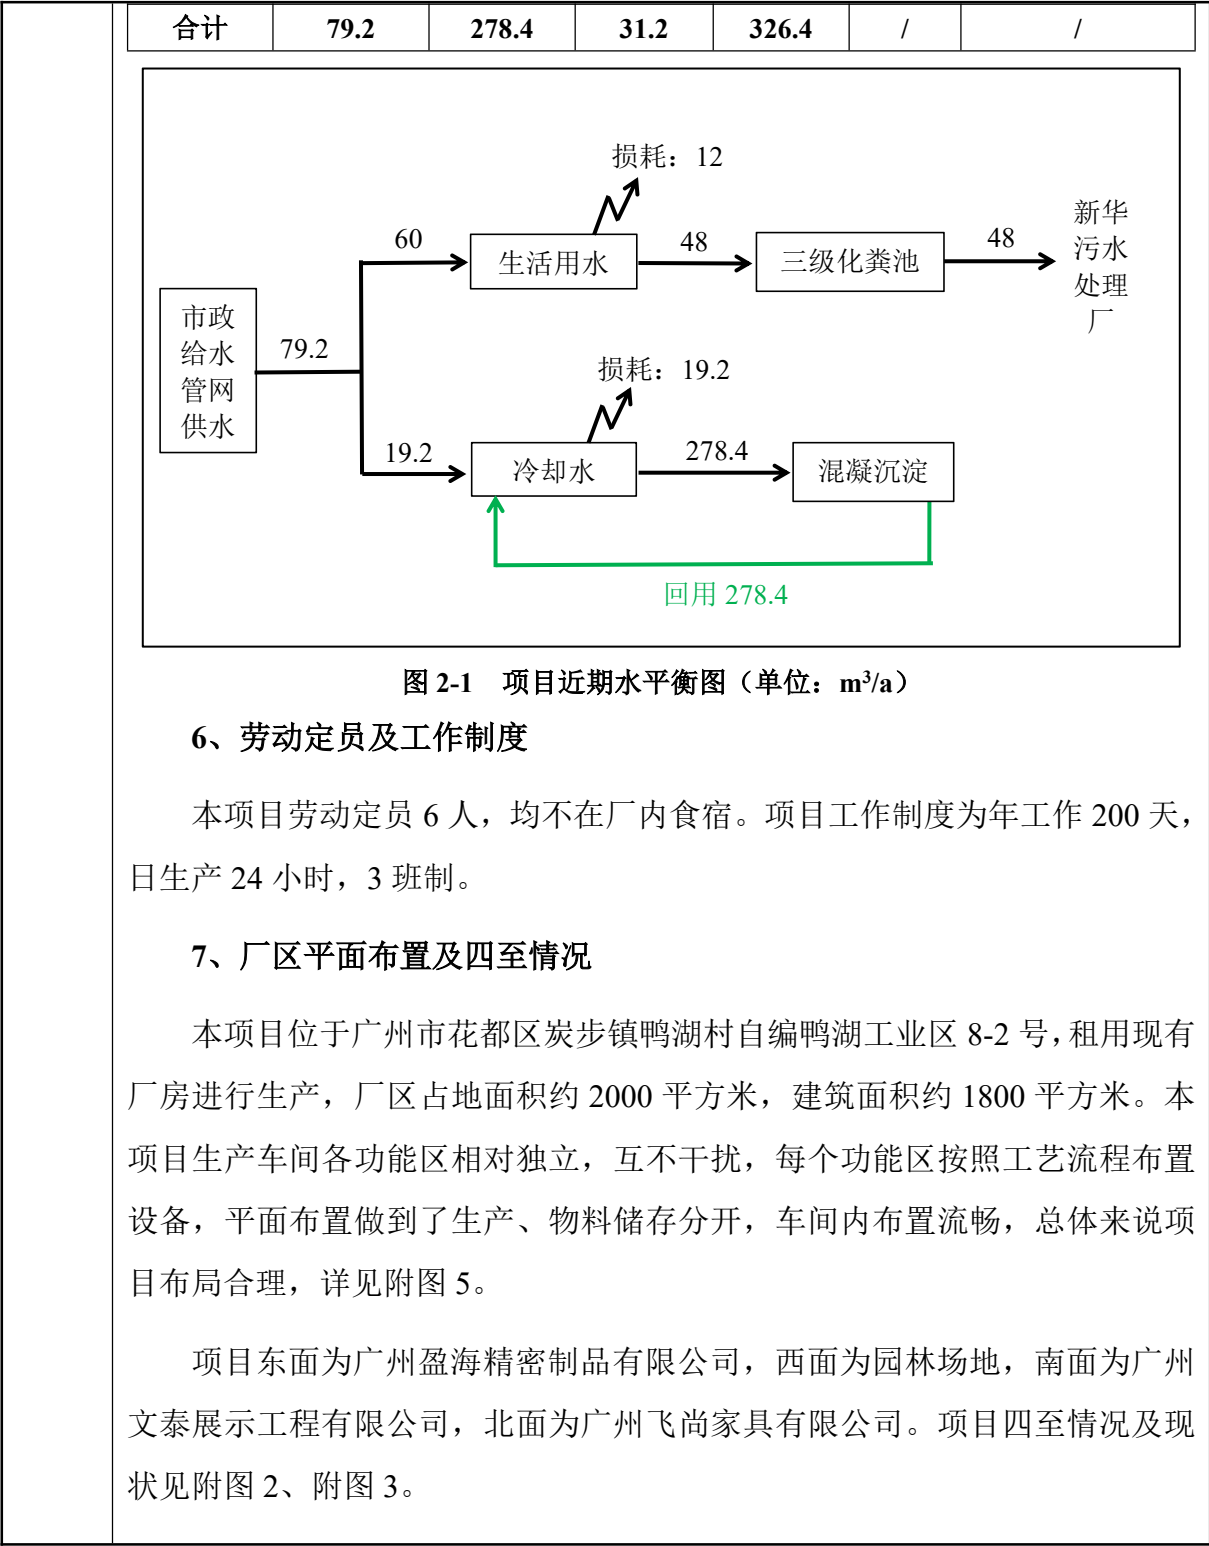 合计 79.2 278.4 31.2 326.4 / /
损耗：12
60
生活用水
48
三级化粪池
48
新华
污水
处理
厂
市政
给水
管网
供水
79.2
损耗：19.2
19.2
冷却水
278.4
混凝沉淀
回用 278.4
图 2-1 项目近期水平衡图（单位：m³/a）
6、劳动定员及工作制度
本项目劳动定员 6 人，均不在厂内食宿。项目工作制度为年工作 200 天，
日生产 24 小时，3 班制。
7、厂区平面布置及四至情况
本项目位于广州市花都区炭步镇鸭湖村自编鸭湖工业区 8-2 号，租用现有
厂房进行生产，厂区占地面积约 2000 平方米，建筑面积约 1800 平方米。本
项目生产车间各功能区相对独立，互不干扰，每个功能区按照工艺流程布置
设备，平面布置做到了生产、物料储存分开，车间内布置流畅，总体来说项
目布局合理，详见附图 5。
项目东面为广州盈海精密制品有限公司，西面为园林场地，南面为广州
文泰展示工程有限公司，北面为广州飞尚家具有限公司。项目四至情况及现
状见附图 2、附图 3。